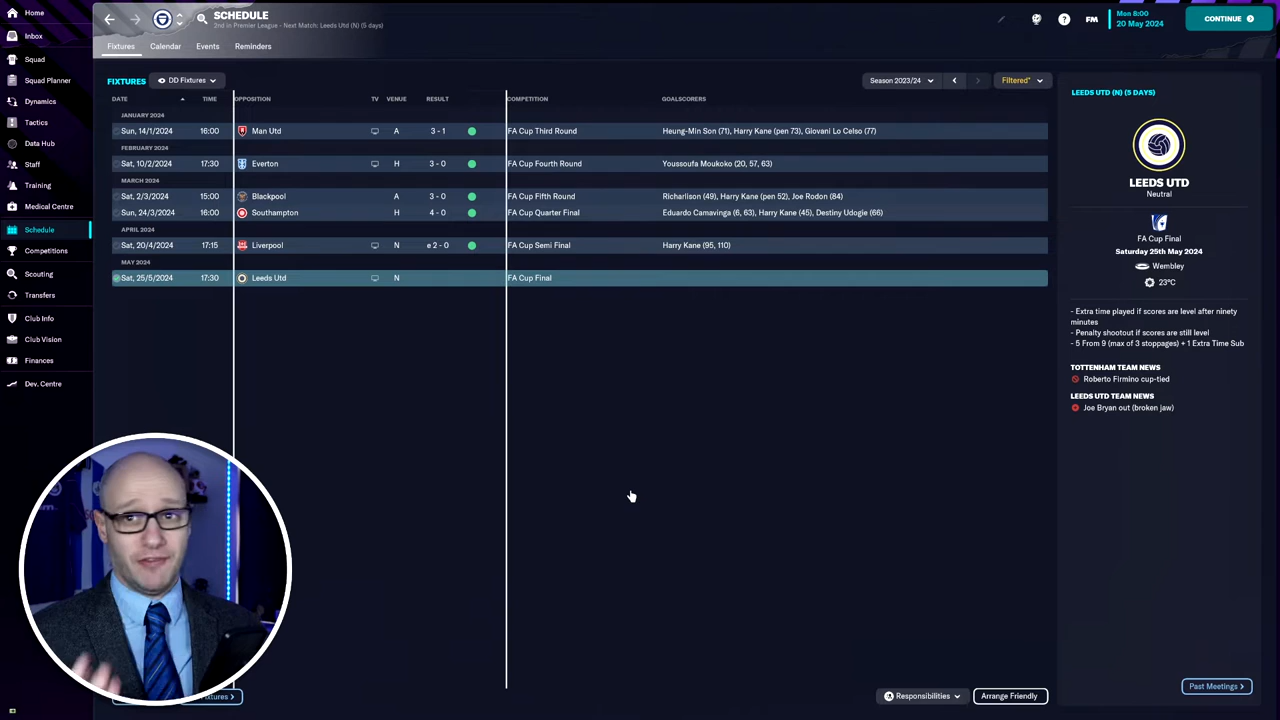 Home
Inbox
Squad
Squad Planner
Dynamics
Tactics
Data Hub
Staff
Training
Medical Centre
Schedule
Competitions
Scouting
Transfers
Club Info
Club Vision
Finances
Dev. Centre
SCHEDULE
2nd in Premier League - Next Match: Leeds Utd (N) (5 days)
FM
Mon 8:00
20 May 2024
CONTINUE
Fixtures Calendar Events Reminders
FIXTURES DD Fixtures Season 2023/24 Filtered*
DATE TIME OPPOSITION TV VENUE RESULT COMPETITION GOALSCORERS
JANUARY 2024
Sun, 14/1/2024 16:00 Man Utd A 3 - 1 FA Cup Third Round Heung-Min Son (71), Harry Kane (pen 73), Giovani Lo Celso (77)
FEBRUARY 2024
Sat, 10/2/2024 17:30 Everton H 3 - 0 FA Cup Fourth Round Youssoufa Moukoko (20, 57, 63)
MARCH 2024
Sat, 2/3/2024 15:00 Blackpool A 3 - 0 FA Cup Fifth Round Richarlison (49), Harry Kane (pen 52), Joe Rodon (84)
Sun, 24/3/2024 16:00 Southampton H 4 - 0 FA Cup Quarter Final Eduardo Camavinga (6, 63), Harry Kane (45), Destiny Udogie (66)
APRIL 2024
Sat, 20/4/2024 17:15 Liverpool N e 2 - 0 FA Cup Semi Final Harry Kane (95, 110)
MAY 2024
Sat, 25/5/2024 17:30 Leeds Utd N FA Cup Final
LEEDS UTD (N) (5 DAYS)
LEEDS UTD
Neutral
FA Cup Final
Saturday 25th May 2024
Wembley
23°C
- Extra time played if scores are level after ninety
minutes
- Penalty shootout if scores are still level
- 5 From 9 (max of 3 stoppages) + 1 Extra Time Sub
TOTTENHAM TEAM NEWS
Roberto Firmino cup-tied
LEEDS UTD TEAM NEWS
Joe Bryan out (broken jaw)
Past Meetings >
Responsibilities Arrange Friendly